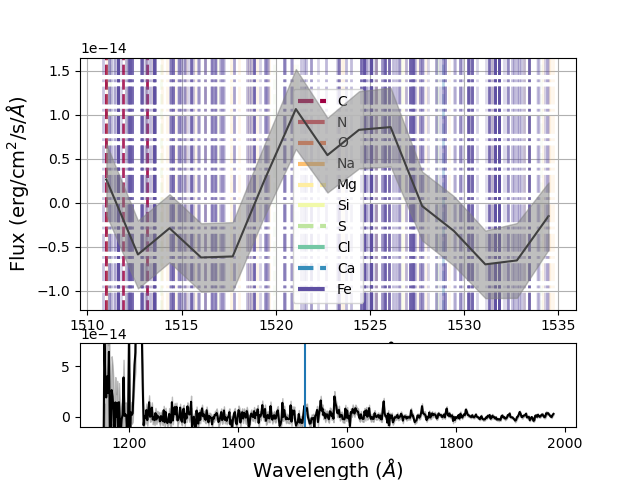 1e−14
Flux (erg/cm²/s/Å)
1.5
1.0
0.5
0.0
−0.5
−1.0
C
N
O
Na
Mg
Si
S
Cl
Ca
Fe
1510 1515 1520 1525 1530 1535
1e−14
5
0
1200 1400 1600 1800 2000
Wavelength (Å)